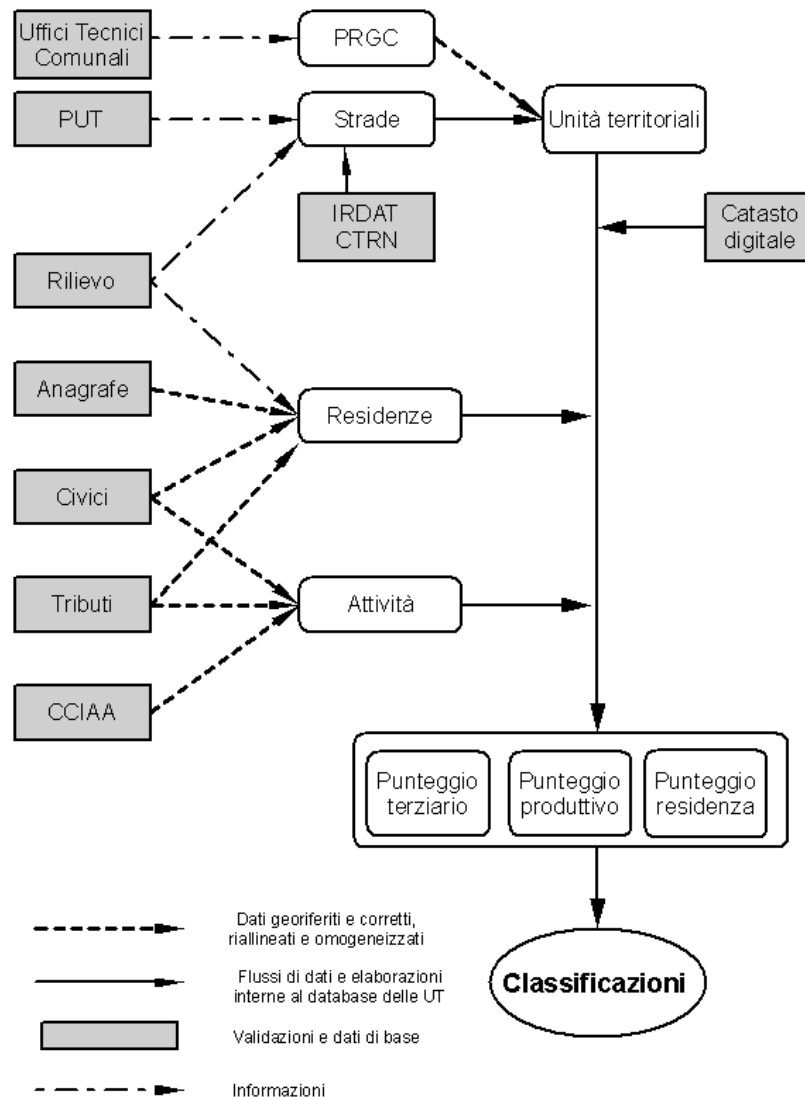 Uffici Tecnici
Comunali
PRGC
PUT
Strade
Unità territoriali
IRDAT
CTRN
Catasto
digitale
Rilievo
Anagrafe
Residenze
Civici
Tributi
Attività
CCIAA
Punteggio
terziario
Punteggio
produttivo
Punteggio
residenza
Dati georiferiti e corretti,
riallineati e omogeneizzati
Flussi di dati e elaborazioni
interne al database delle UT
Classificazioni
Validazioni e dati di base
Informazioni